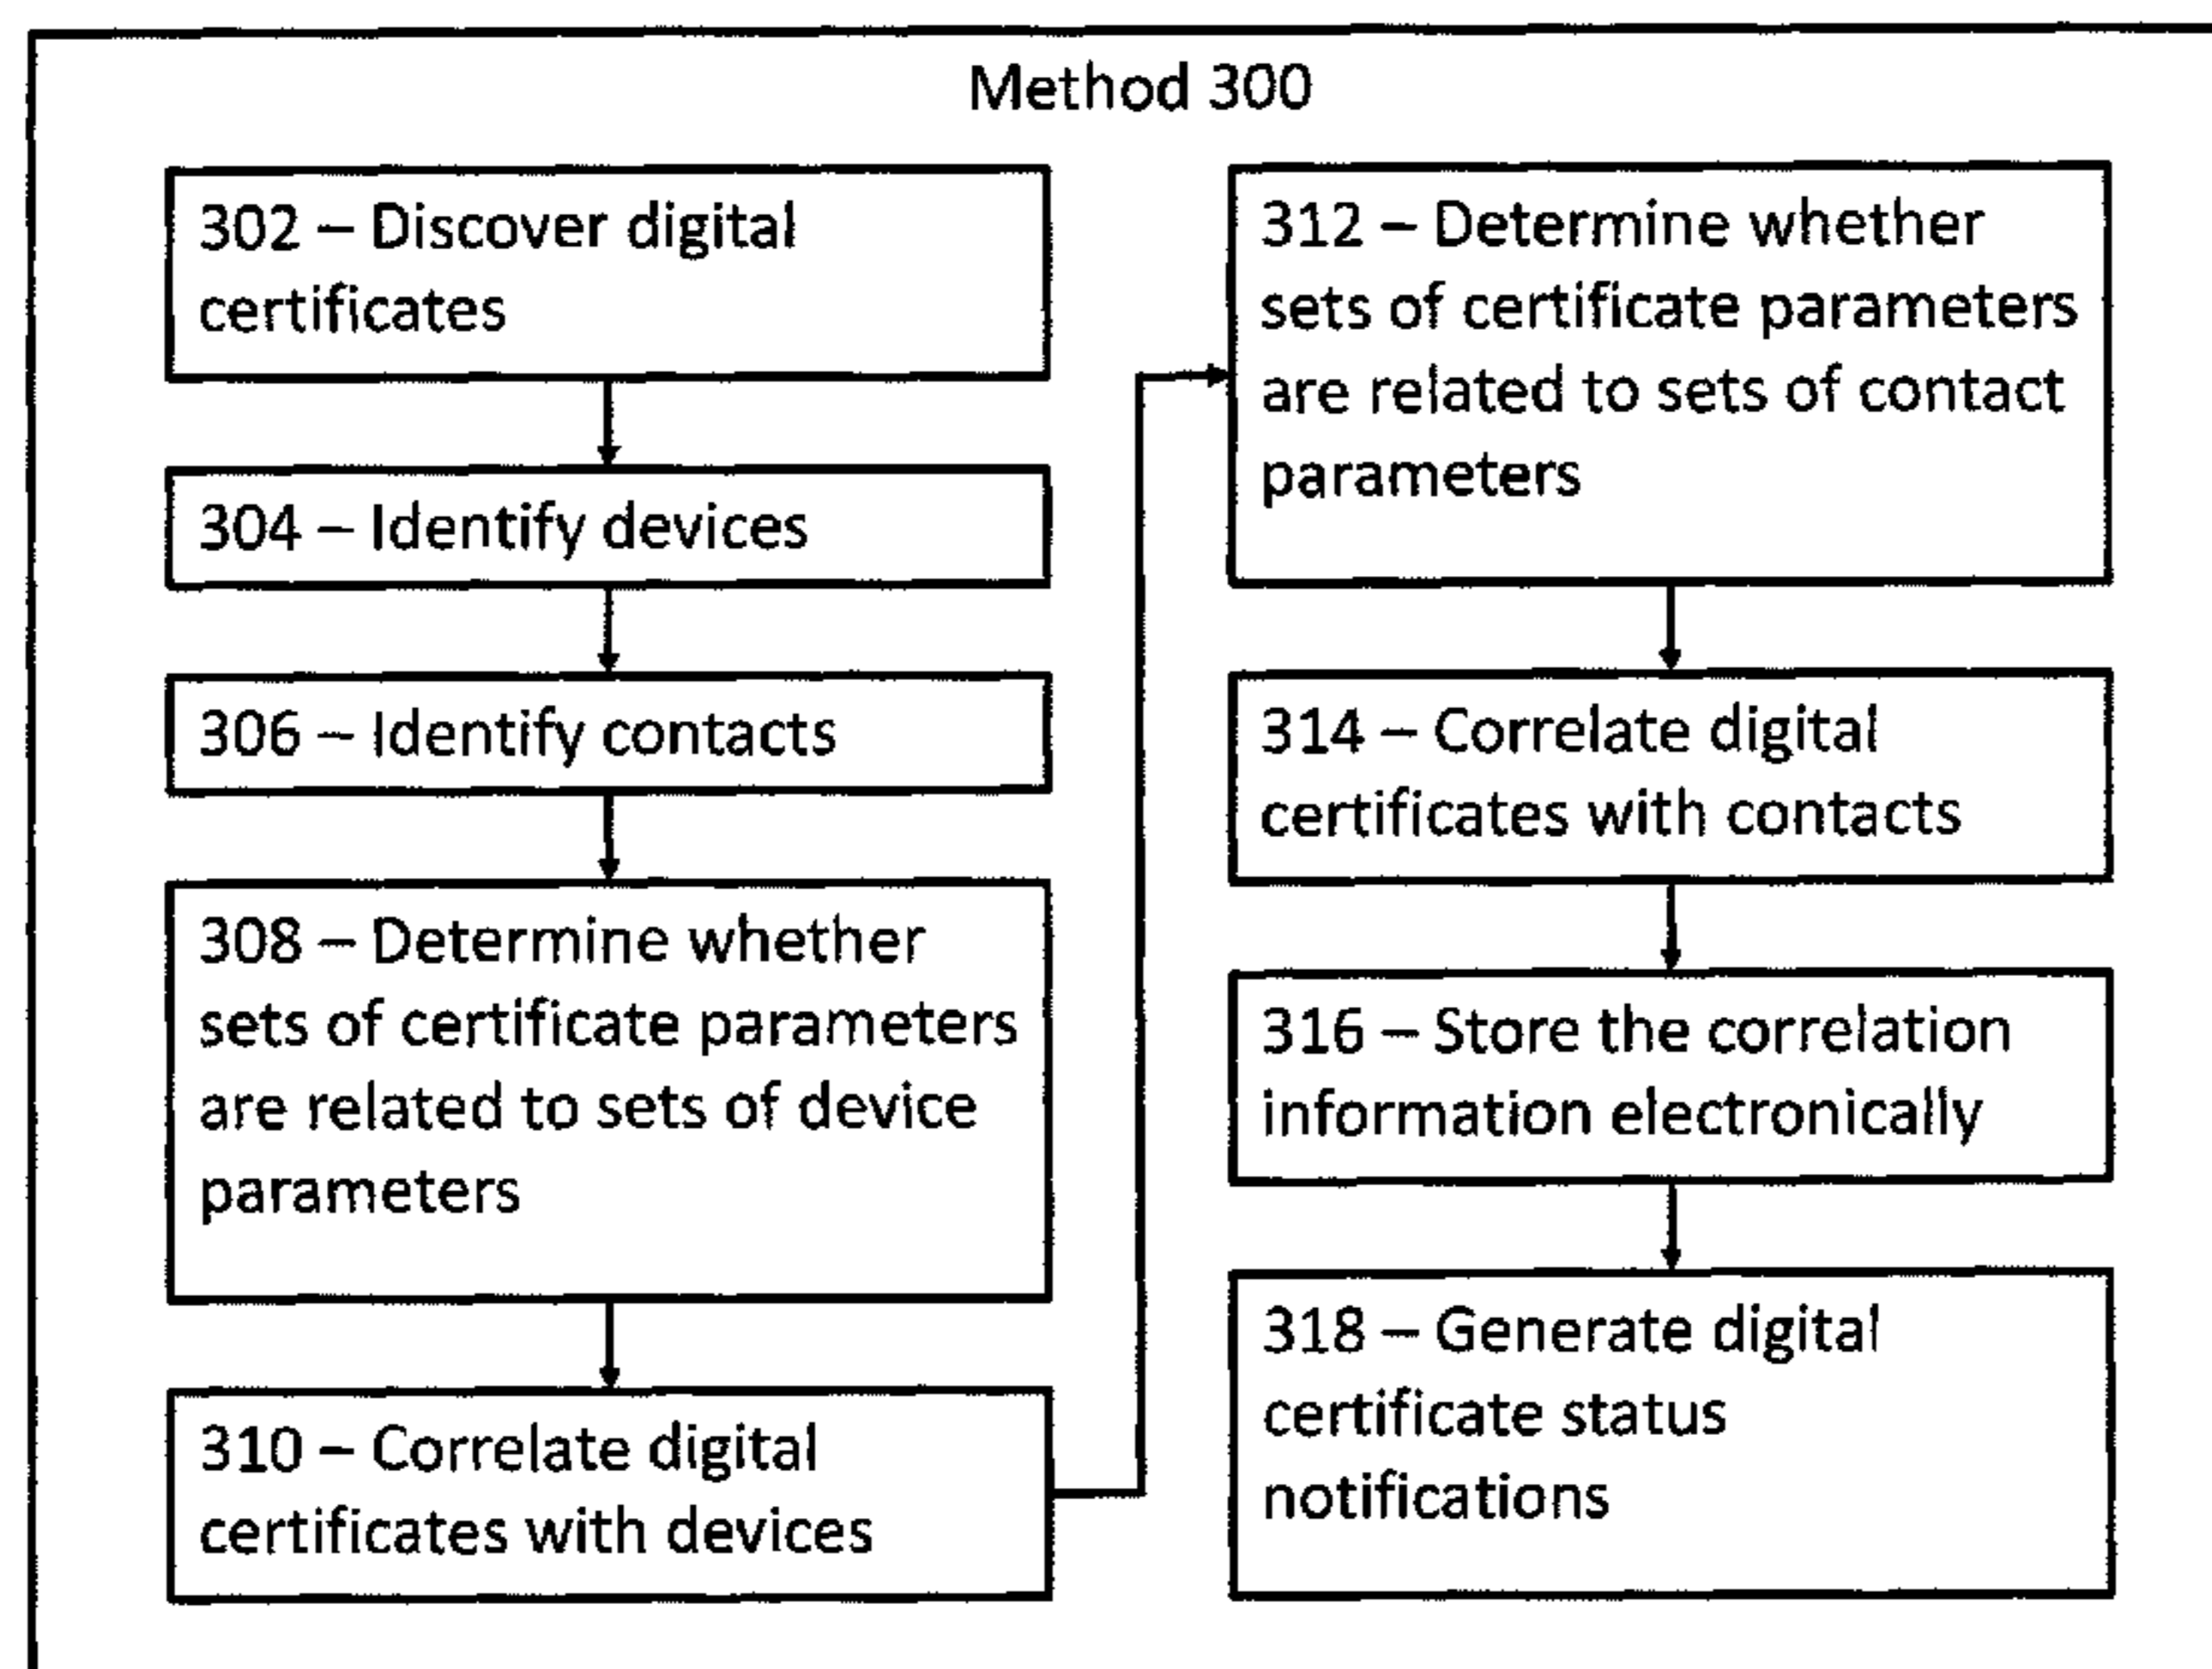 Method 300
302 – Discover digital
certificates
304 – Identify devices
306 – Identify contacts
308 – Determine whether
sets of certificate parameters
are related to sets of device
parameters
310 – Correlate digital
certificates with devices
312 – Determine whether
sets of certificate parameters
are related to sets of contact
parameters
314 – Correlate digital
certificates with contacts
316 – Store the correlation
information electronically
318 – Generate digital
certificate status
notifications